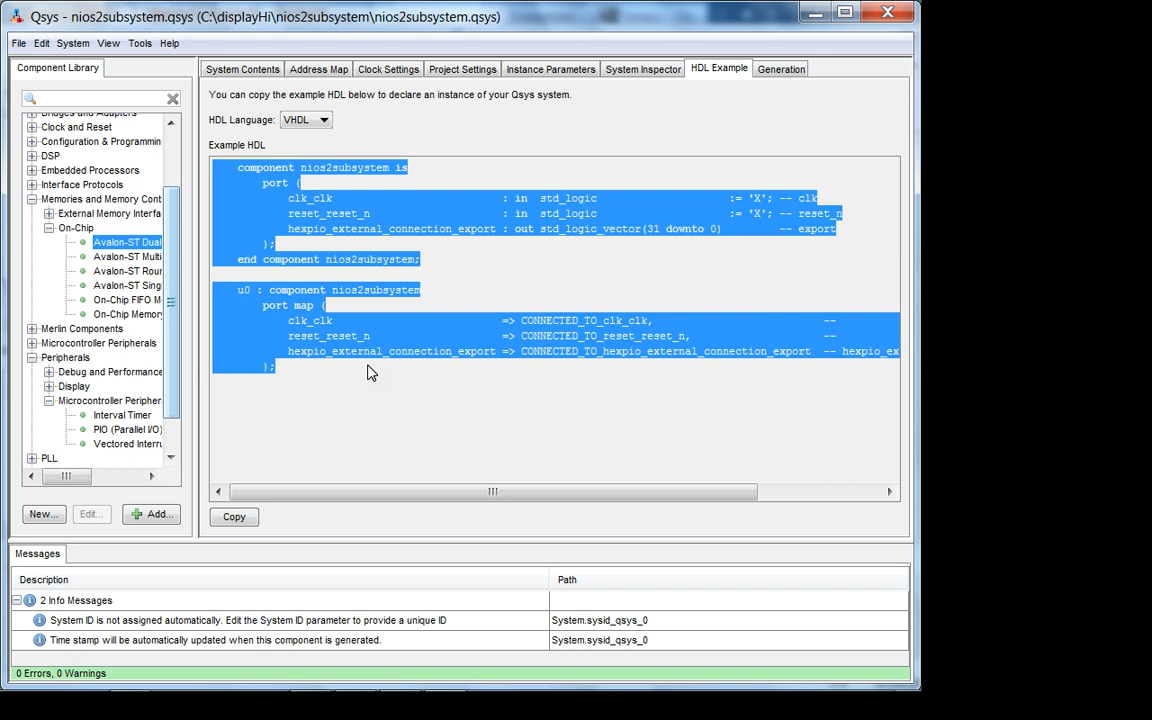 Qsys - nios2subsystem.qsys (C:\displayHi\nios2subsystem\nios2subsystem.qsys)
File Edit System View Tools Help
Component Library
System Contents Address Map Clock Settings Project Settings Instance Parameters System Inspector HDL Example Generation
You can copy the example HDL below to declare an instance of your Qsys system.
HDL Language: VHDL
Example HDL
Bridges and Adapters
Clock and Reset
Configuration & Programmin
DSP
Embedded Processors
Interface Protocols
Memories and Memory Cont
External Memory Interfa
On-Chip
Avalon-ST Dual
Avalon-ST Multi
Avalon-ST Roun
Avalon-ST Sing
On-Chip FIFO M
On-Chip Memory
Merlin Components
Microcontroller Peripherals
Peripherals
Debug and Performance
Display
Microcontroller Peripher
Interval Timer
PIO (Parallel I/O)
Vectored Interru
PLL
New... Edit... Add...
component nios2subsystem is
port (
clk_clk : in std_logic := 'X'; -- clk
reset_reset_n : in std_logic := 'X'; -- reset_n
hexpio_external_connection_export : out std_logic_vector(31 downto 0) -- export
);
end component nios2subsystem;
u0 : component nios2subsystem
port map (
clk_clk => CONNECTED_TO_clk_clk, --
reset_reset_n => CONNECTED_TO_reset_reset_n, --
hexpio_external_connection_export => CONNECTED_TO_hexpio_external_connection_export -- hexpio_ex
);
Copy
Messages
Description Path
2 Info Messages
System ID is not assigned automatically. Edit the System ID parameter to provide a unique ID System.sysid_qsys_0
Time stamp will be automatically updated when this component is generated. System.sysid_qsys_0
0 Errors, 0 Warnings